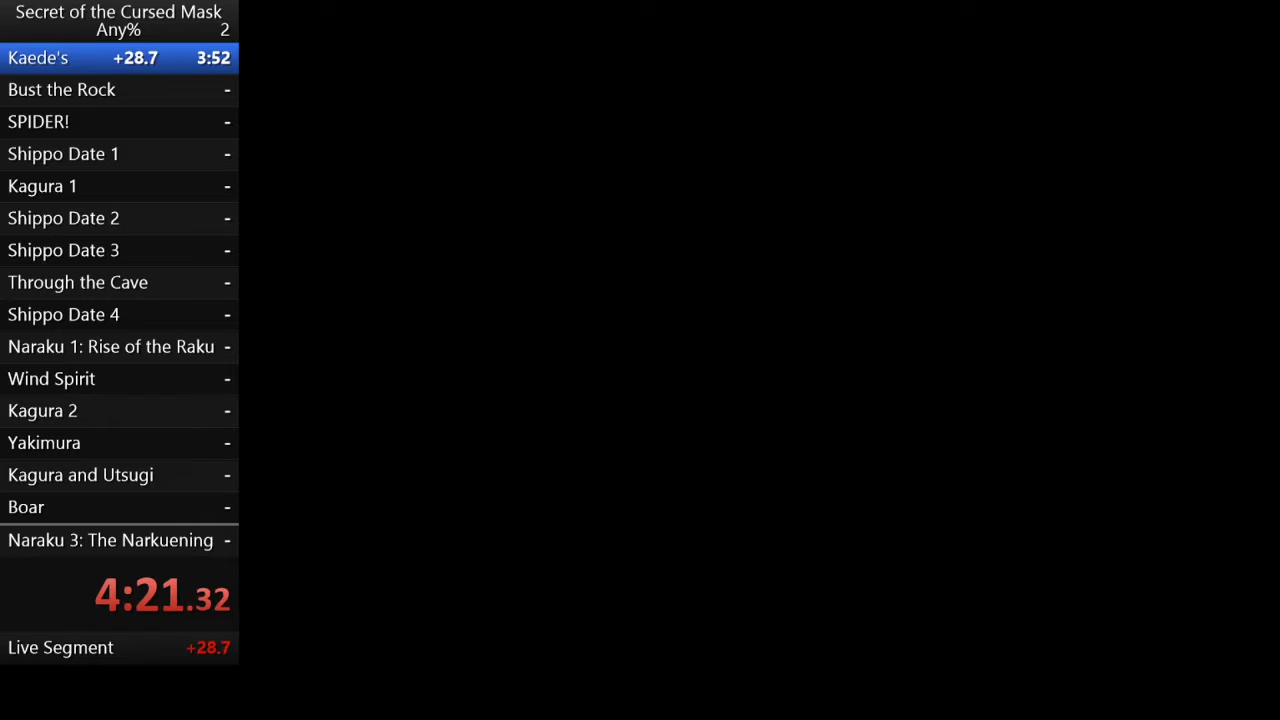 Secret of the Cursed Mask
Any% 2
Kaede's +28.7 3:52
Bust the Rock -
SPIDER! -
Shippo Date 1 -
Kagura 1 -
Shippo Date 2 -
Shippo Date 3 -
Through the Cave -
Shippo Date 4 -
Naraku 1: Rise of the Raku -
Wind Spirit -
Kagura 2 -
Yakimura -
Kagura and Utsugi -
Boar -
Naraku 3: The Narkuening -
4:21.32
Live Segment +28.7